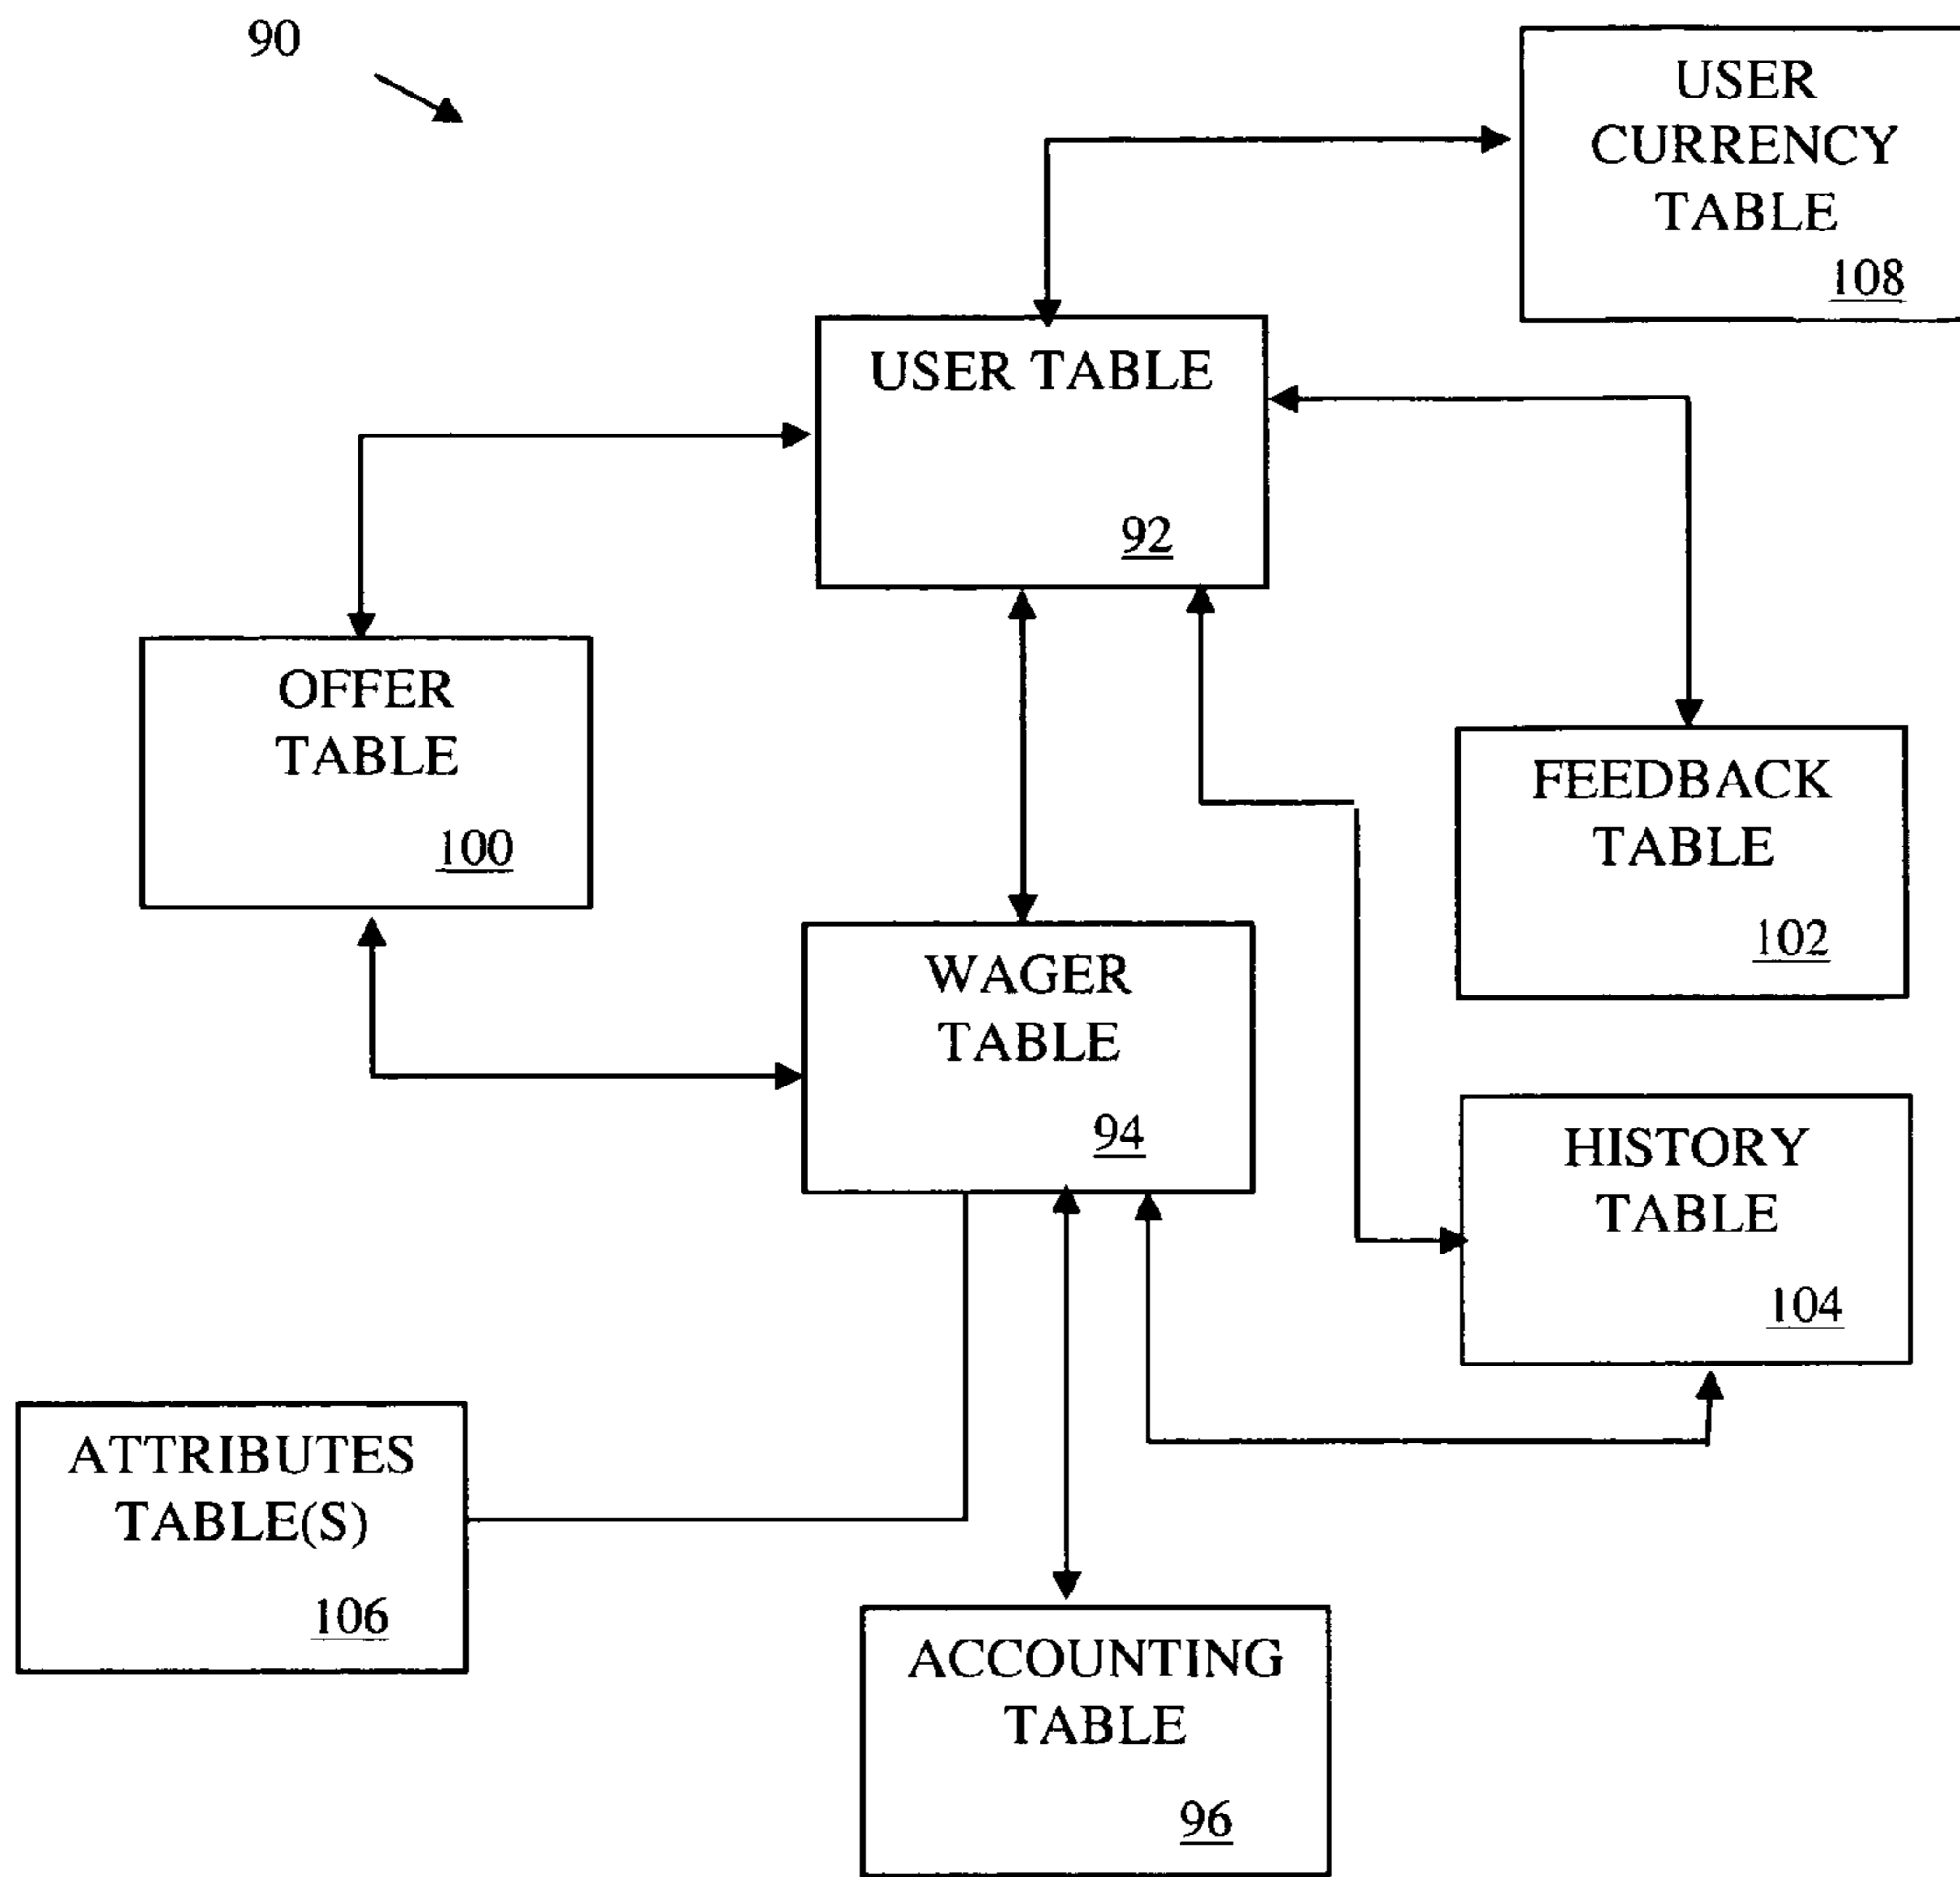 90
USER
CURRENCY
TABLE
108
USER TABLE
92
OFFER
TABLE
100
FEEDBACK
TABLE
102
WAGER
TABLE
94
HISTORY
TABLE
104
ATTRIBUTES
TABLE(S)
106
ACCOUNTING
TABLE
96